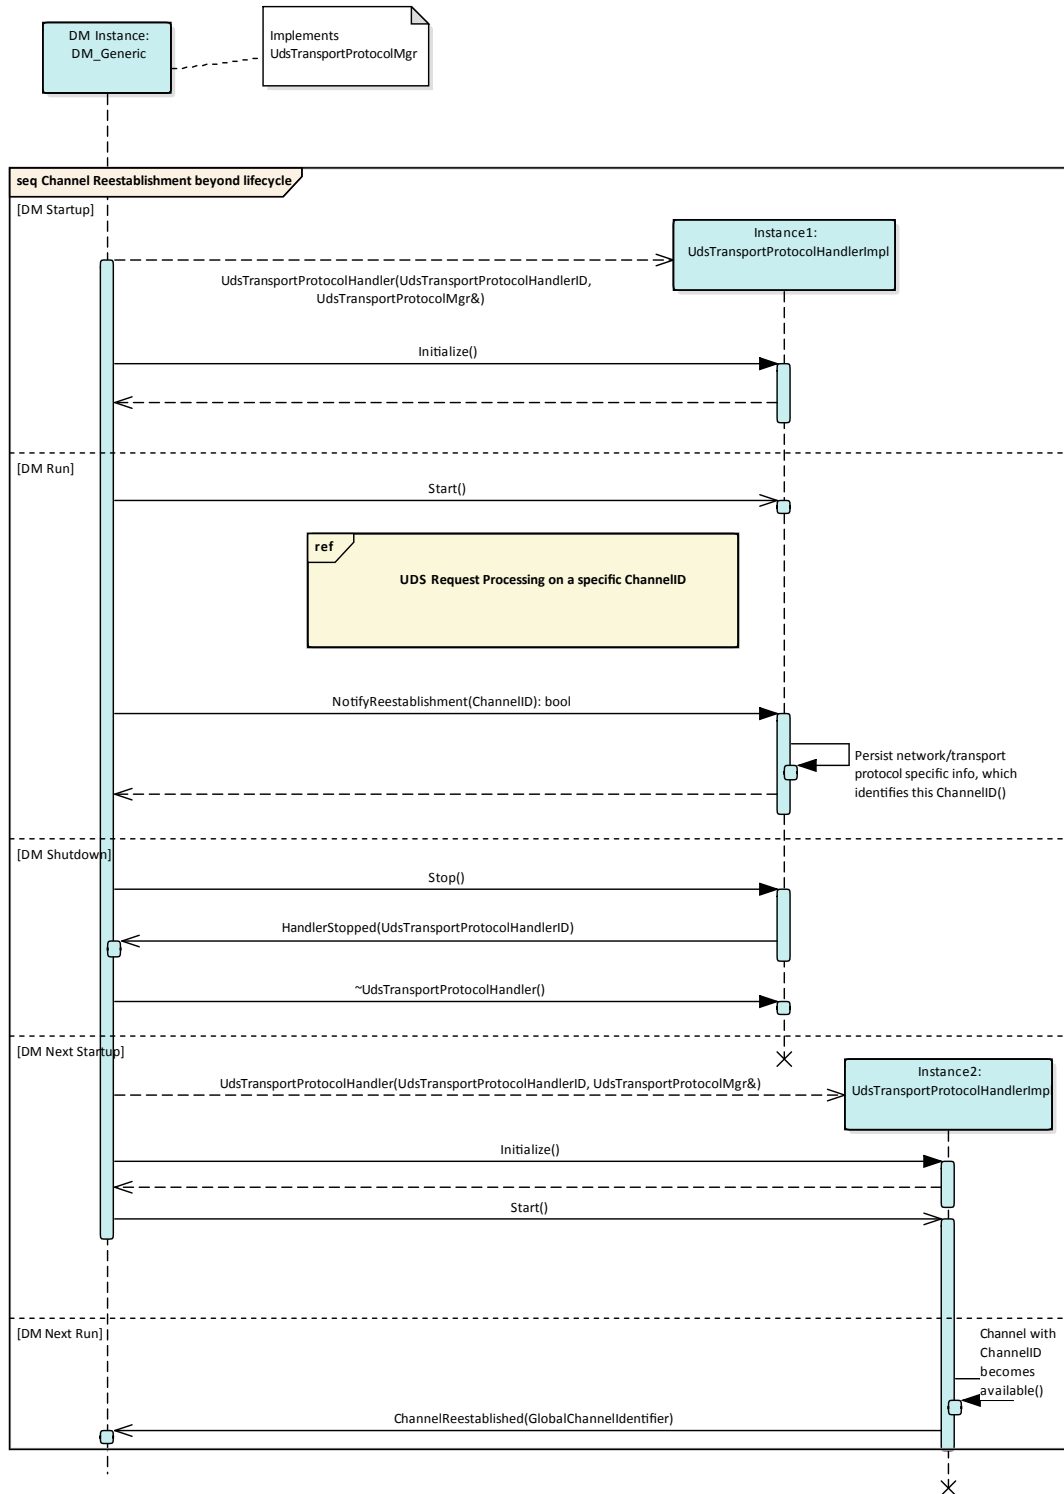 DM Instance:
DM_Generic
Implements
UdsTransportProtocolMgr
seq Channel Reestablishment beyond lifecycle
[DM Startup]
Instance1:
UdsTransportProtocolHandlerImpl
UdsTransportProtocolHandler(UdsTransportProtocolHandlerID,
UdsTransportProtocolMgr&)
Initialize()
[DM Run]
Start()
ref
UDS Request Processing on a specific ChannelID
NotifyReestablishment(ChannelID): bool
Persist network/transport
protocol specific info, which
identifies this ChannelID()
[DM Shutdown]
Stop()
HandlerStopped(UdsTransportProtocolHandlerID)
~UdsTransportProtocolHandler()
[DM Next Startup]
UdsTransportProtocolHandler(UdsTransportProtocolHandlerID, UdsTransportProtocolMgr&)
Instance2:
UdsTransportProtocolHandlerImp
Initialize()
Start()
[DM Next Run]
Channel with
ChannelID
becomes
available()
ChannelReestablished(GlobalChannelIdentifier)